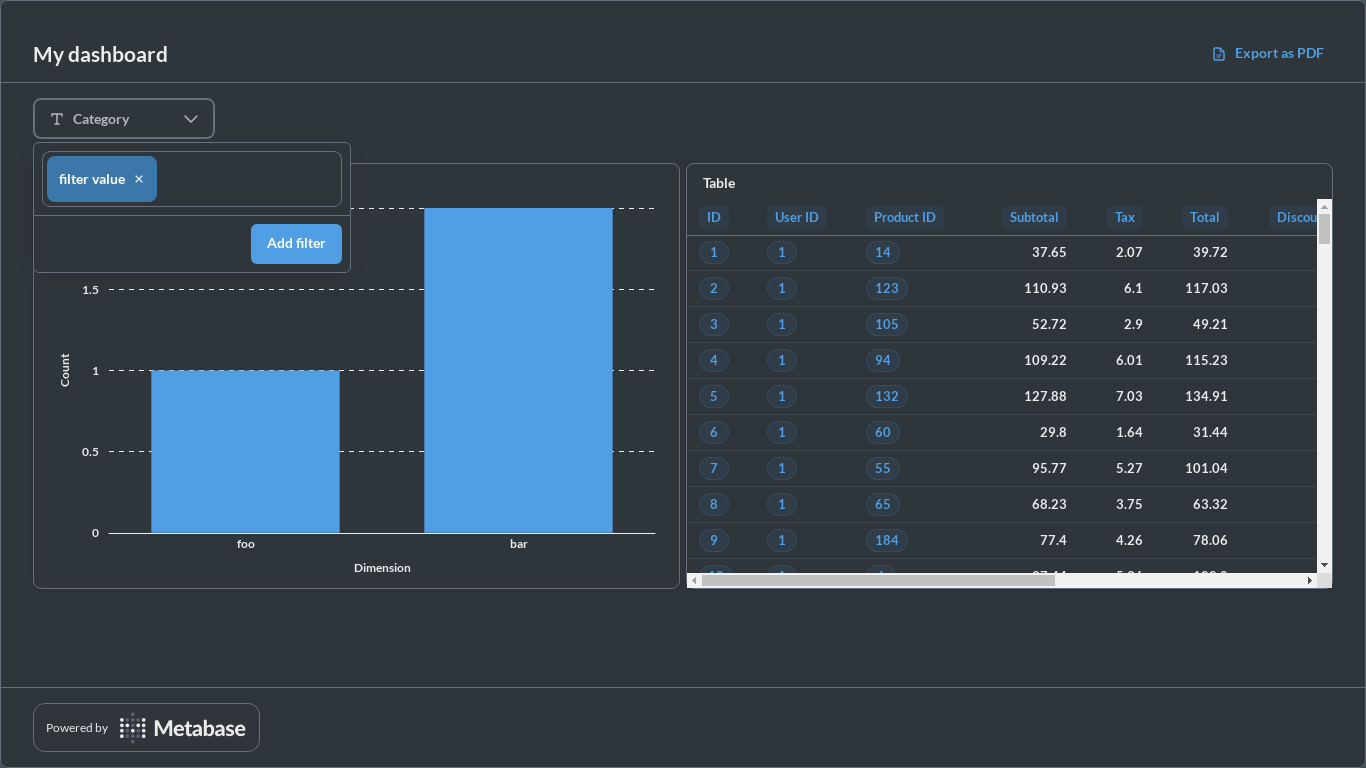 My dashboard
Export as PDF
Category
filter value
Add filter
1.5
1
0.5
0
Count
foo
bar
Dimension
Table
ID User ID Product ID Subtotal Tax Total Discou
1 1 14 37.65 2.07 39.72
2 1 123 110.93 6.1 117.03
3 1 105 52.72 2.9 49.21
4 1 94 109.22 6.01 115.23
5 1 132 127.88 7.03 134.91
6 1 60 29.8 1.64 31.44
7 1 55 95.77 5.27 101.04
8 1 65 68.23 3.75 63.32
9 1 184 77.4 4.26 78.06
Powered by Metabase